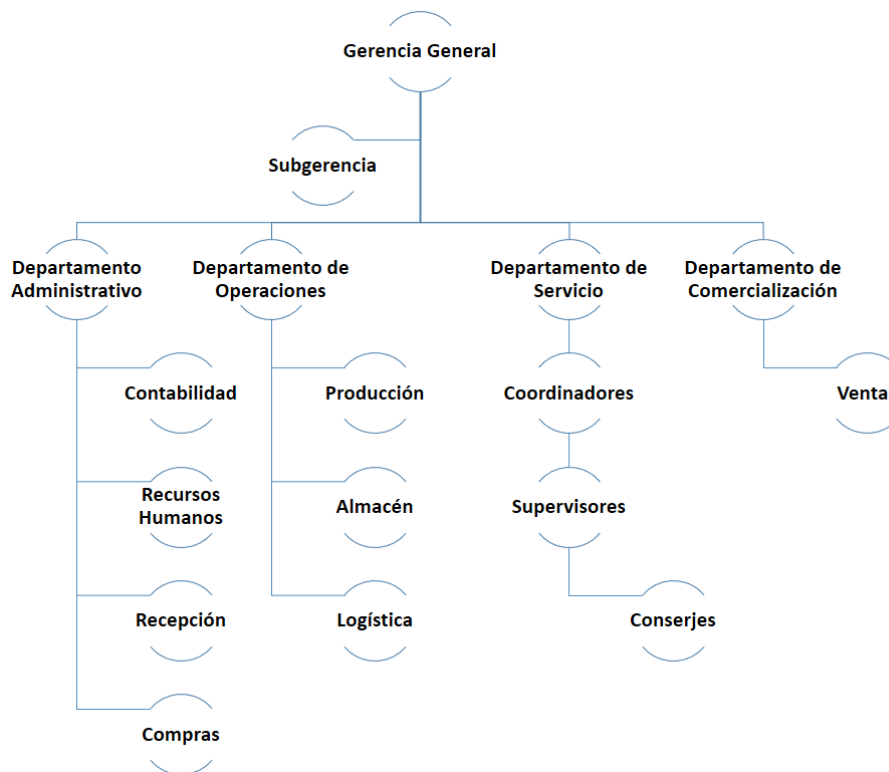 Gerencia General
Subgerencia
Departamento
Administrativo
Departamento de
Operaciones
Departamento de
Servicio
Departamento de
Comercialización
Contabilidad
Producción
Coordinadores
Venta
Recursos
Humanos
Almacén
Supervisores
Recepción
Logística
Conserjes
Compras